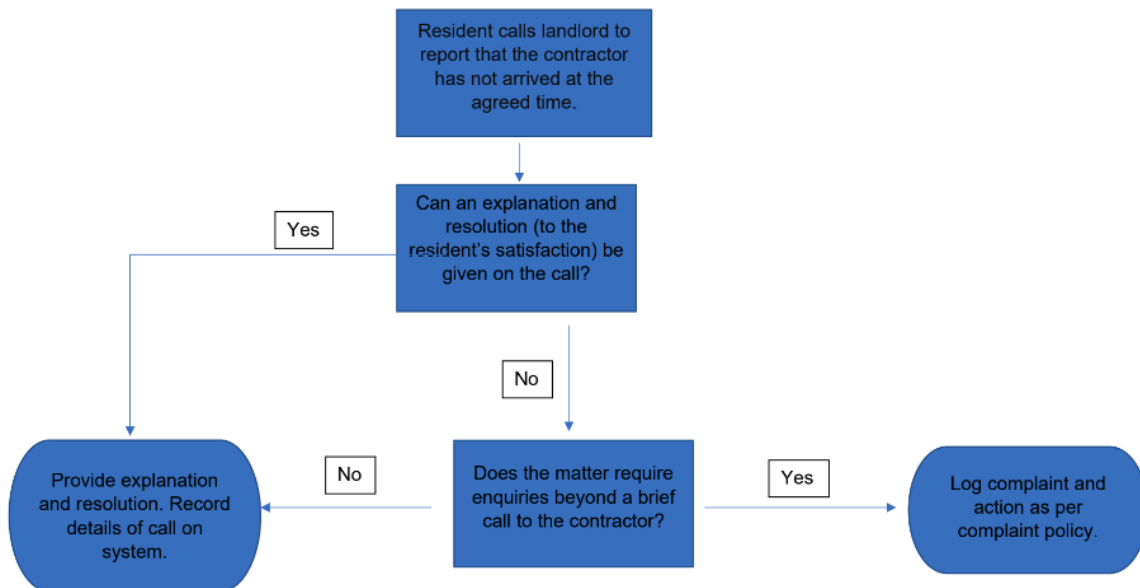 Resident calls landlord to
report that the contractor
has not arrived at the
agreed time.
Can an explanation and
resolution (to the
resident's satisfaction) be
given on the call?
Yes
No
Provide explanation
and resolution. Record
details of call on
system.
No
Does the matter require
enquiries beyond a brief
call to the contractor?
Yes
Log complaint and
action as per
complaint policy.